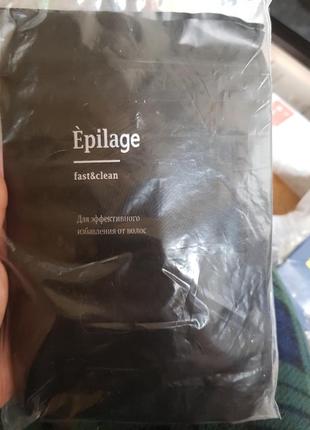 Èpilage
fast&clean
Для эффективного
избавления от волос